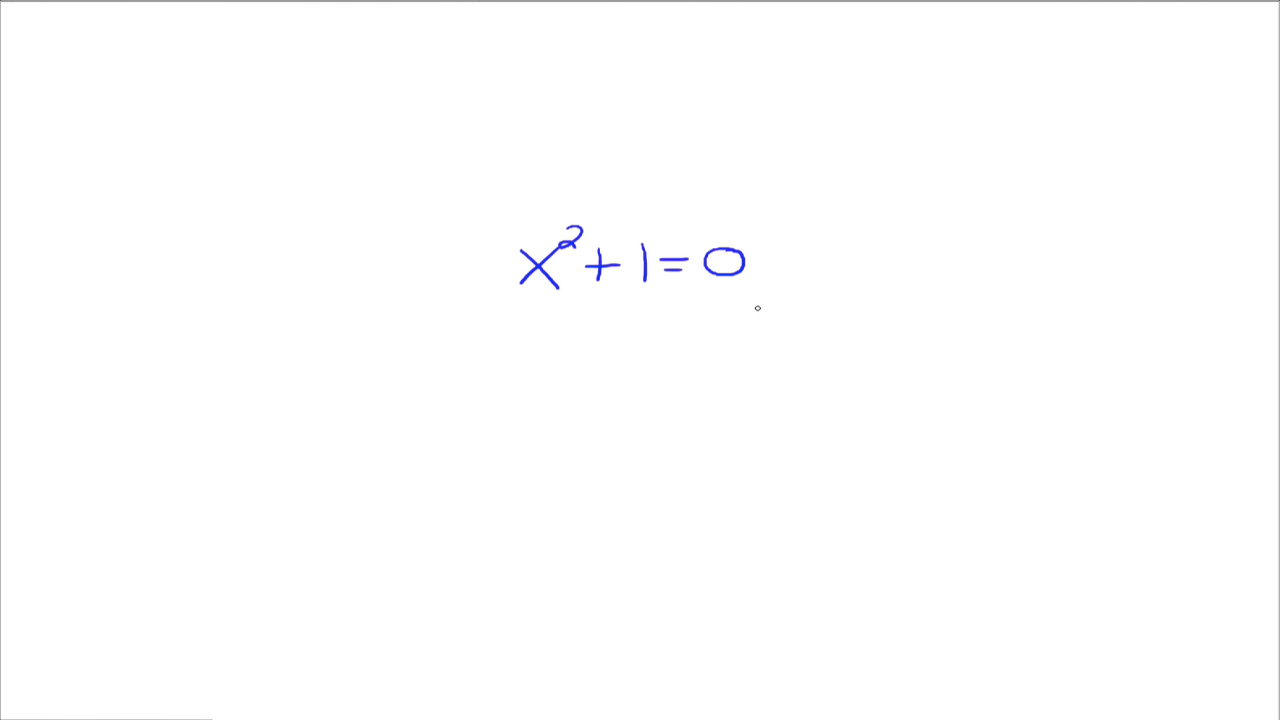 x² + 1 = 0